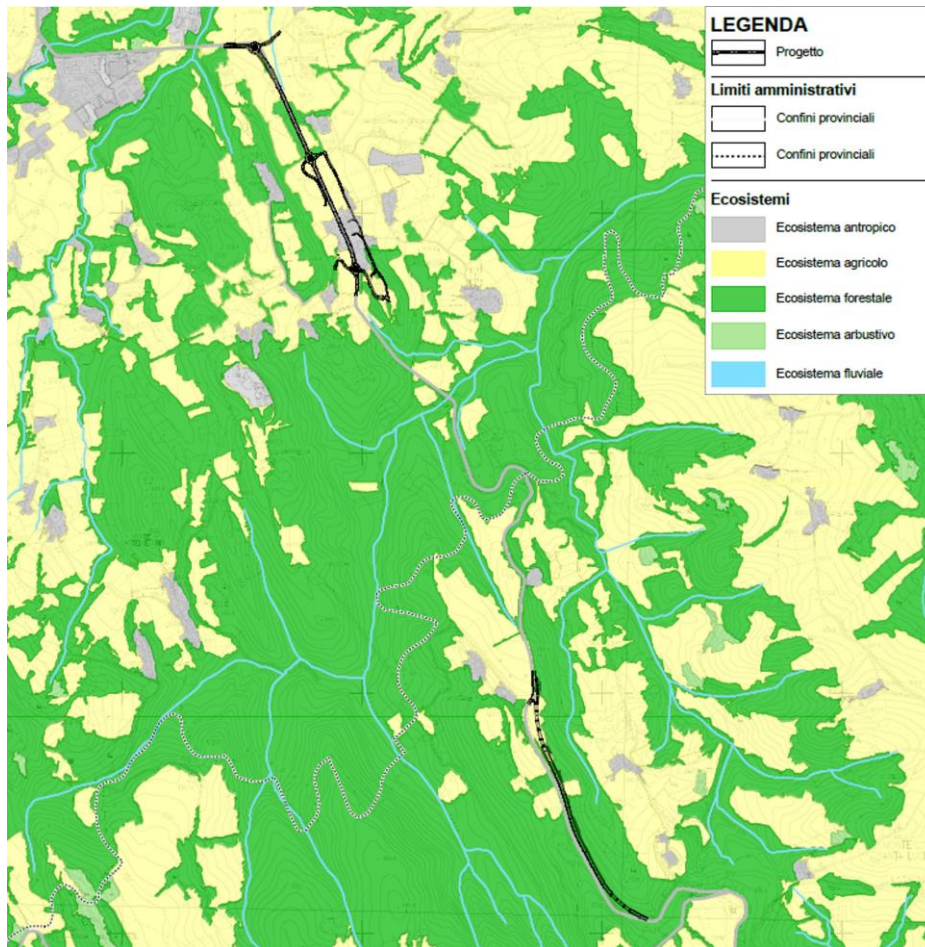 LEGENDA
Progetto
Limiti amministrativi
Confini provinciali
Confini provinciali
Ecosistemi
Ecosistema antropico
Ecosistema agricolo
Ecosistema forestale
Ecosistema arbustivo
Ecosistema fluviale